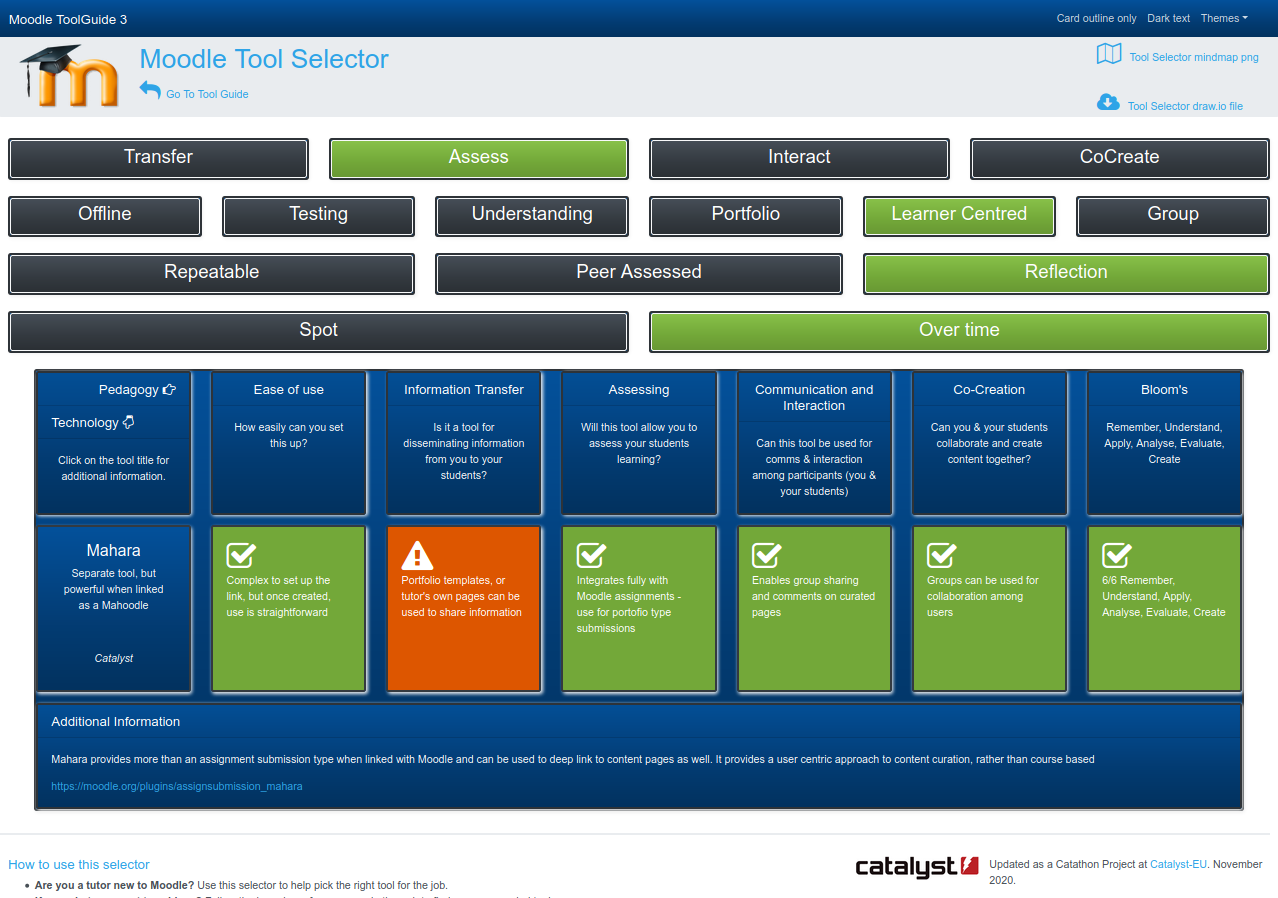 Moodle ToolGuide 3
Card outline only Dark text Themes
Moodle Tool Selector
Go To Tool Guide
Tool Selector mindmap png
Tool Selector draw.io file
Transfer Assess Interact CoCreate
Offline Testing Understanding Portfolio Learner Centred Group
Repeatable Peer Assessed Reflection
Spot Over time
Pedagogy
Technology
Click on the tool title for
additional information.
Ease of use
How easily can you set
this up?
Information Transfer
Is it a tool for
disseminating information
from you to your
students?
Assessing
Will this tool allow you to
assess your students
learning?
Communication and
Interaction
Can this tool be used for
comms & interaction
among participants (you &
your students)
Co-Creation
Can you & your students
collaborate and create
content together?
Bloom's
Remember, Understand,
Apply, Analyse, Evaluate,
Create
Mahara
Separate tool, but
powerful when linked
as a Mahoodle
Catalyst
Complex to set up the
link, but once created,
use is straightforward
Portfolio templates, or
tutor's own pages can be
used to share information
Integrates fully with
Moodle assignments -
use for portofio type
submissions
Enables group sharing
and comments on curated
pages
Groups can be used for
collaboration among
users
6/6 Remember,
Understand, Apply,
Analyse, Evaluate, Create
Additional Information
Mahara provides more than an assignment submission type when linked with Moodle and can be used to deep link to content pages as well. It provides a user centric approach to content curation, rather than course based
https://moodle.org/plugins/assignsubmission_mahara
How to use this selector
Are you a tutor new to Moodle? Use this selector to help pick the right tool for the job.
catalyst
Updated as a Catathon Project at Catalyst-EU. November
2020.